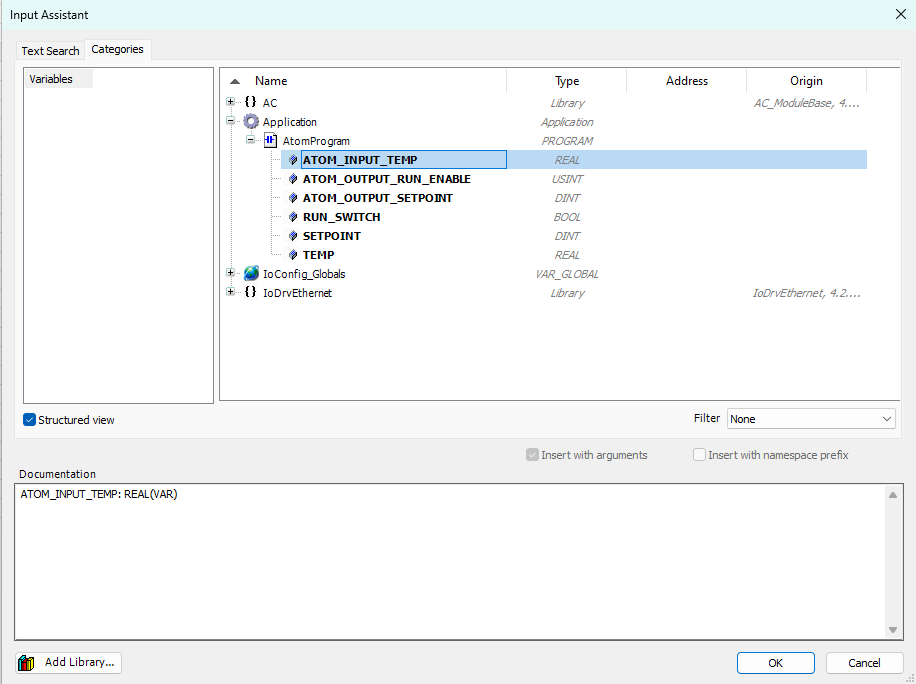 Input Assistant
Text Search Categories
Variables
Name Type Address Origin
{} AC Library AC_ModuleBase, 4....
Application Application
AtomProgram PROGRAM
ATOM_INPUT_TEMP REAL
ATOM_OUTPUT_RUN_ENABLE USINT
ATOM_OUTPUT_SETPOINT DINT
RUN_SWITCH BOOL
SETPOINT DINT
TEMP REAL
IoConfig_Globals VAR_GLOBAL
{} IoDrvEthernet Library IoDrvEthernet, 4.2....
Structured view
Filter None
Insert with arguments Insert with namespace prefix
Documentation
ATOM_INPUT_TEMP: REAL(VAR)
Add Library... OK Cancel